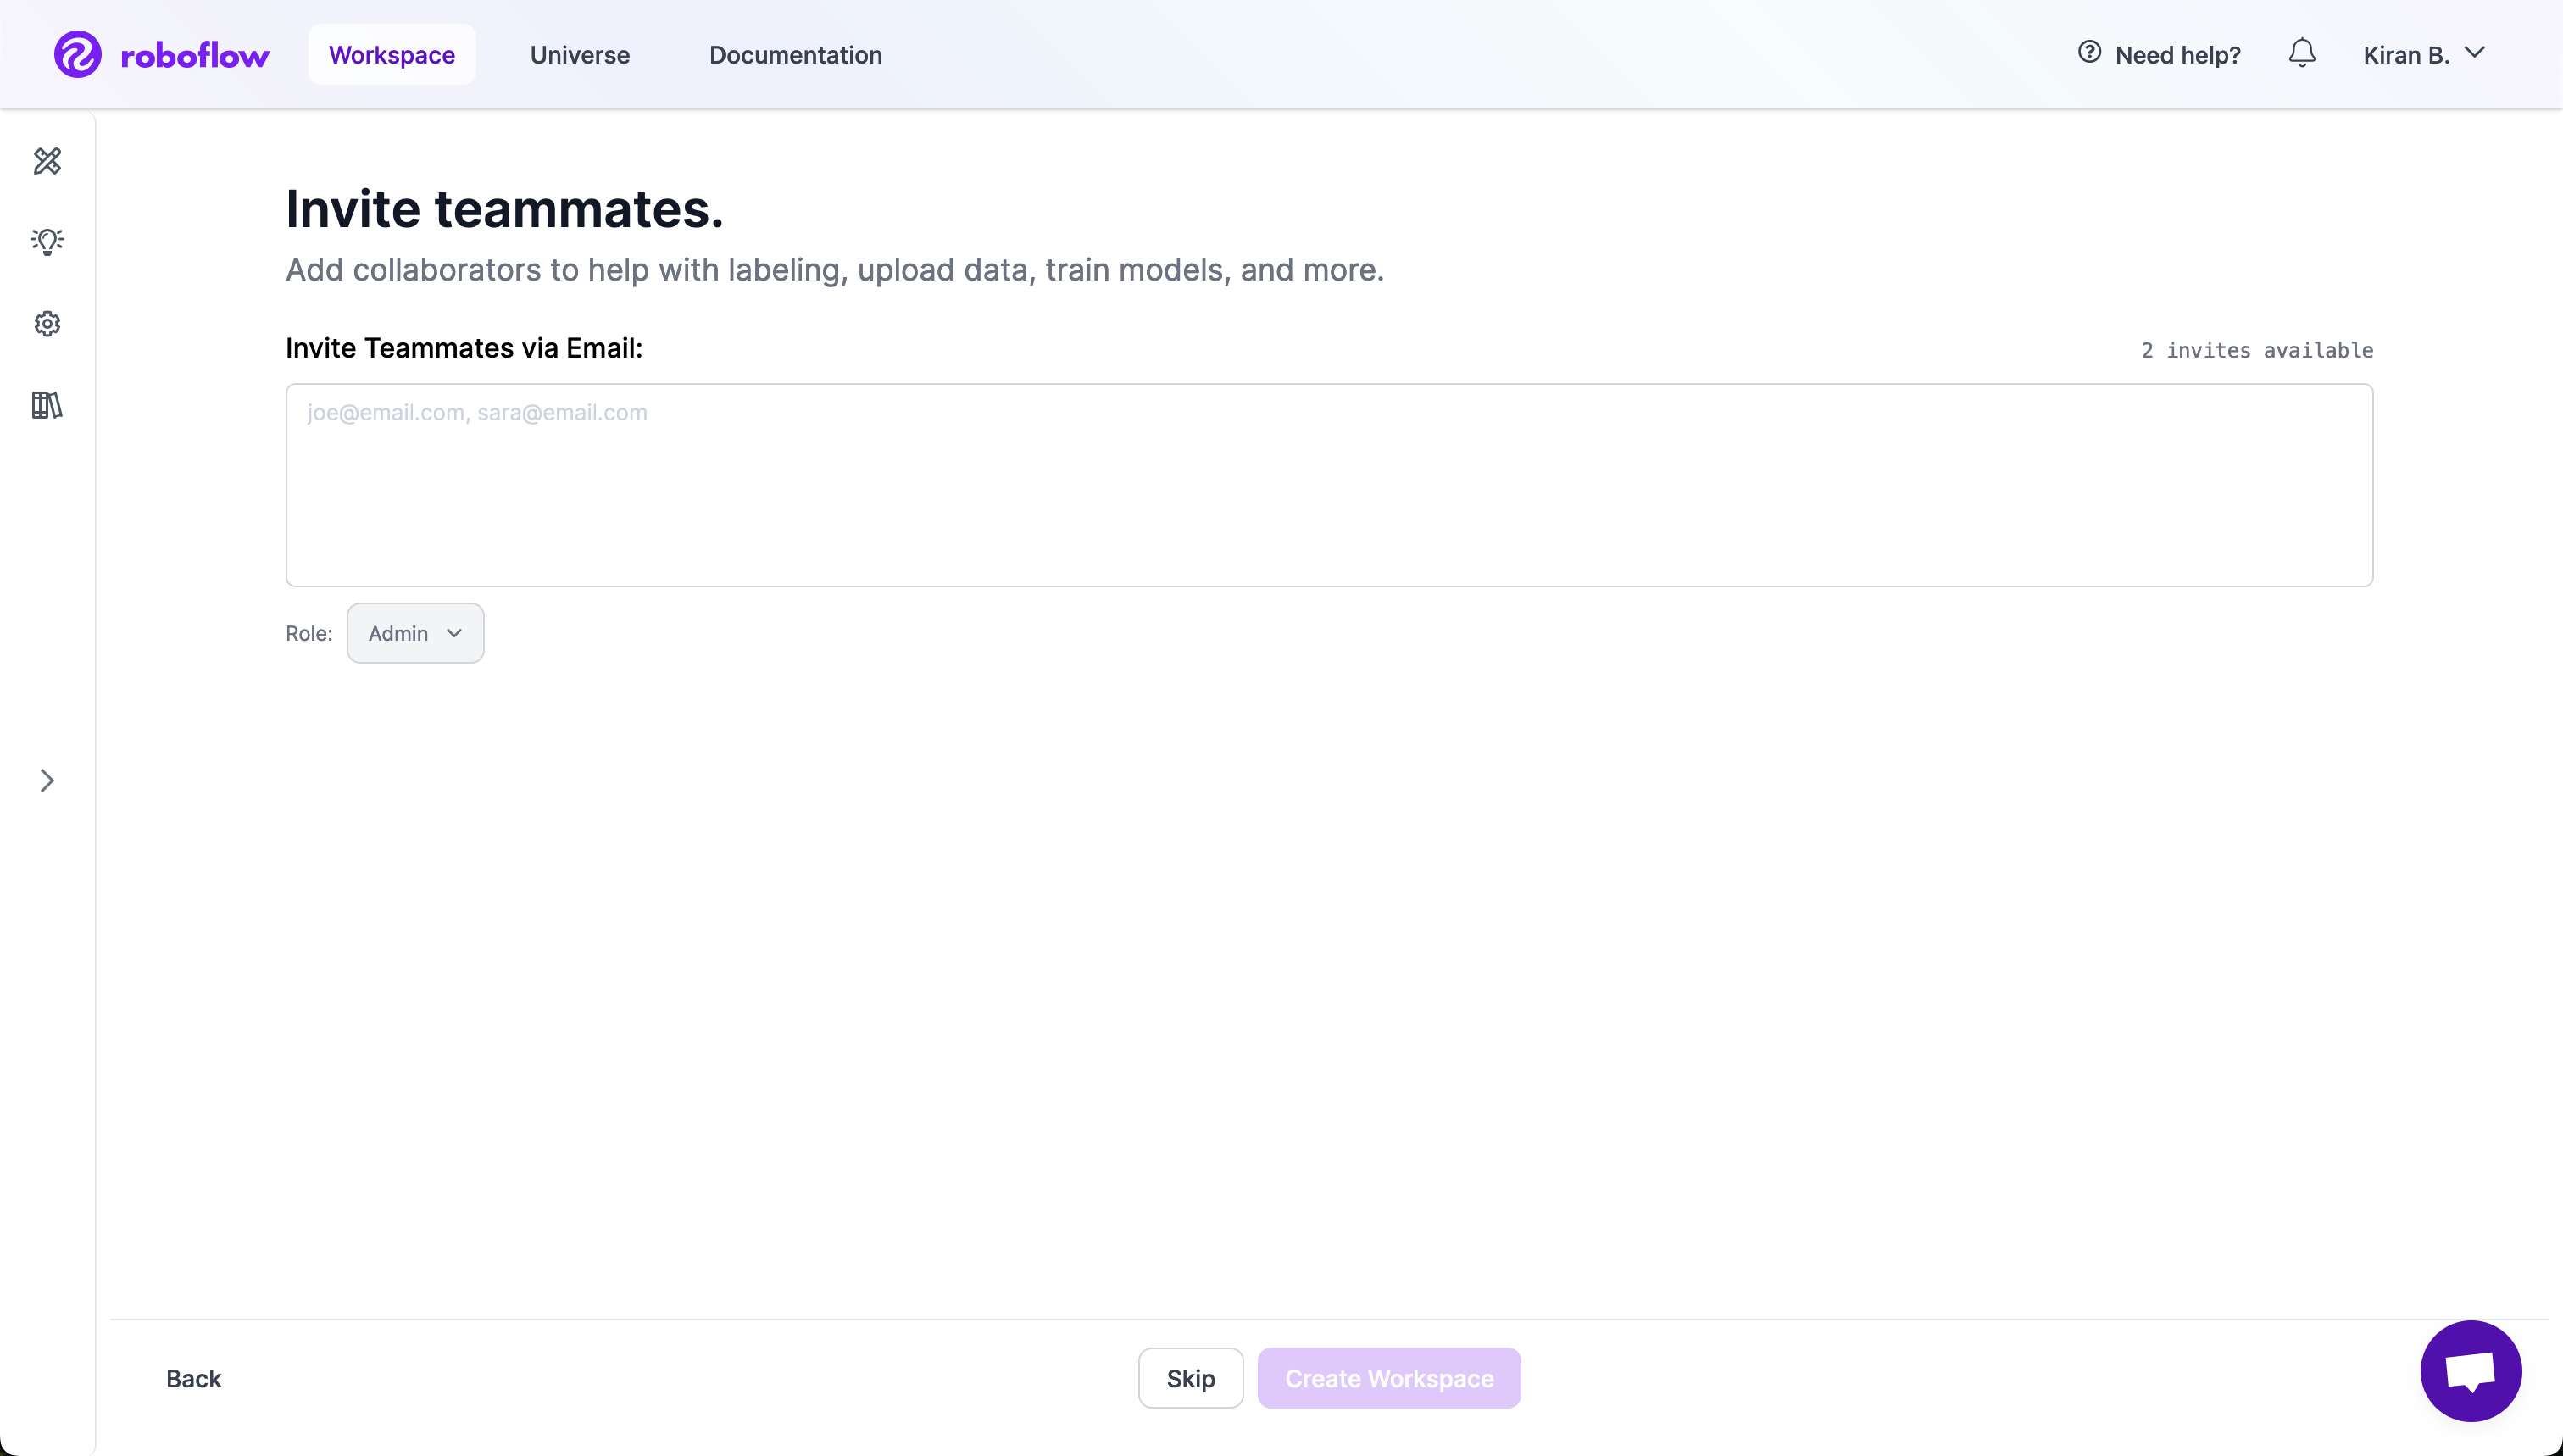 roboflow
Workspace
Universe
Documentation
Need help?
Kiran B.
Invite teammates.
Add collaborators to help with labeling, upload data, train models, and more.
Invite Teammates via Email:
2 invites available
joe@email.com, sara@email.com
Role:
Admin
Back
Skip
Create Workspace